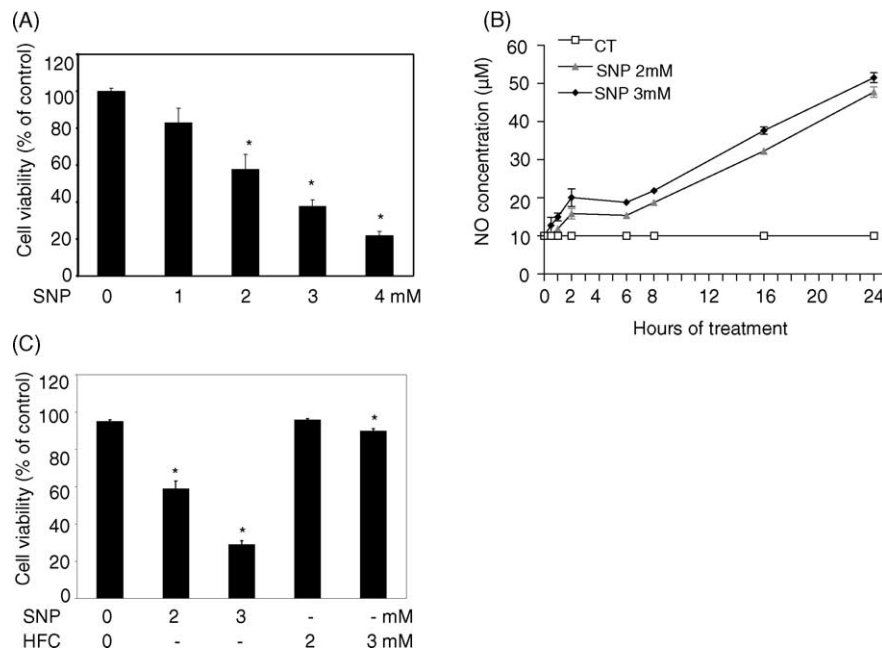 (A)
Cell viability (% of control)
120
100
80
60
40
20
0
* * *
SNP 0 1 2 3 4 mM
(B)
CT
SNP 2mM
SNP 3mM
NO concentration (µM)
60
50
40
30
20
10
0
0 2 4 6 8 12 16 20 24
Hours of treatment
(C)
Cell viability (% of control)
120
100
80
60
40
20
0
* * *
SNP 0 2 3 - - mM
HFC 0 - - 2 3 mM